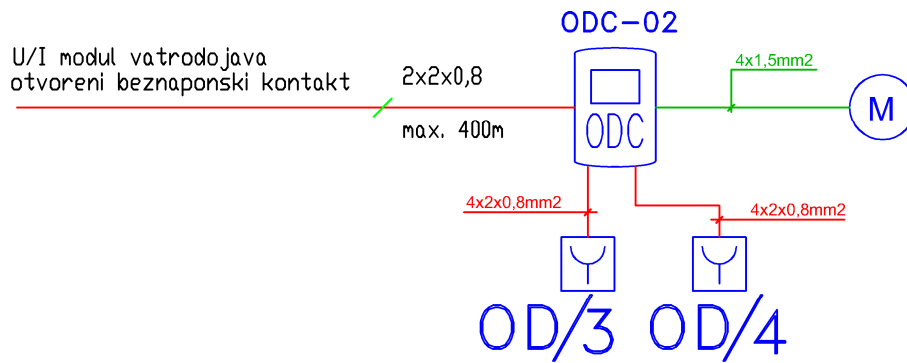 ODC-02
U/I modul vatrodojava
otvoreni beznaponski kontakt
2x2x0,8
max. 400m
4x1,5mm2
ODC
M
4x2x0,8mm2
4x2x0,8mm2
OD/3
OD/4